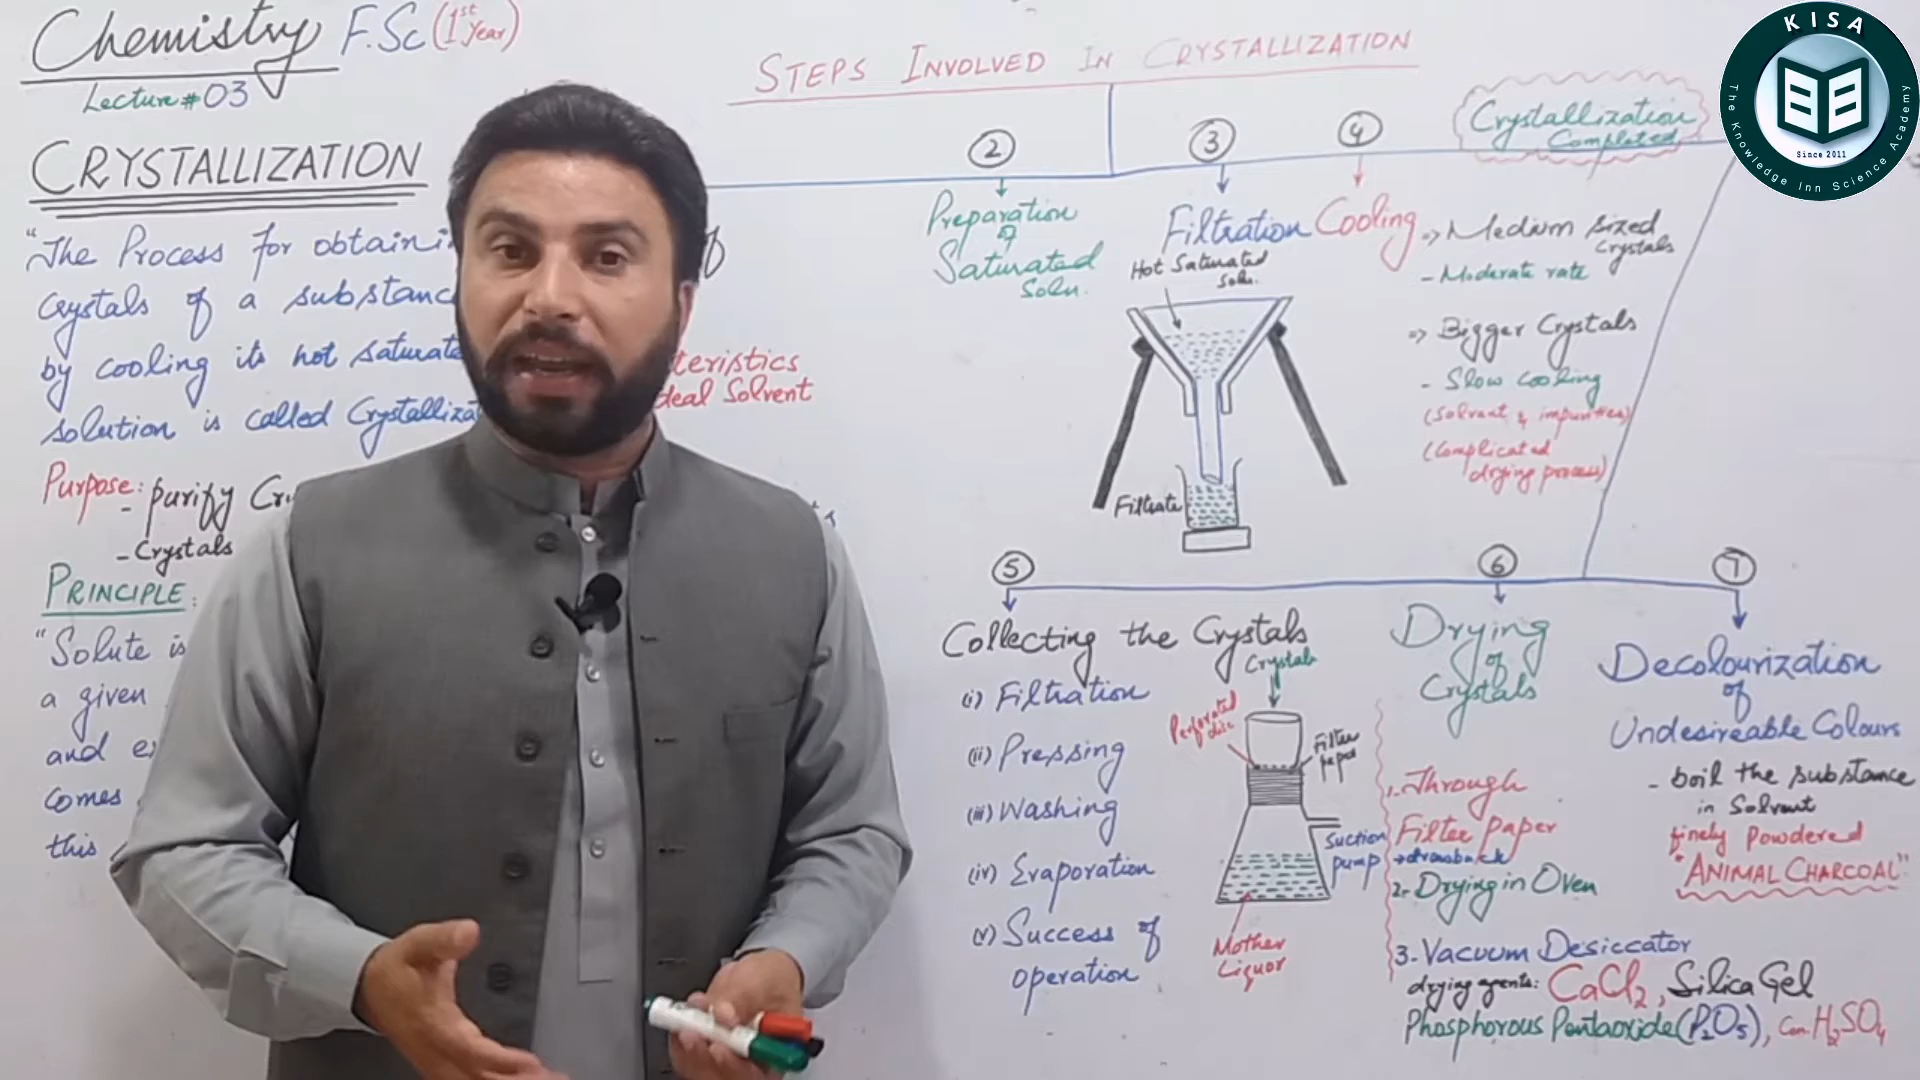 Chemistry F.Sc (1st Year)
Lecture # 03
CRYSTALLIZATION
"The Process for obtaini
crystals of a substanc
by cooling its hot saturate
solution is called Crystalliza
Purpose: - purify Cru
- Crystals
PRINCIPLE:
"Solute is
a given
and ex
comes
this
teristics
deal Solvent
STEPS INVOLVED IN CRYSTALLIZATION
2
Preparation
of
Saturated
Solu.
3
Filtration
Hot Saturated
Solu.
Filtrate
4
Cooling
Crystallization
Completed
=> Medium sized
Crystals
- Moderate rate
=> Bigger Crystals
- Slow cooling
(Solvent & impurities)
(Complicated
drying process)
5
Collecting the Crystals
(i) Filtration
(ii) Pressing
(iii) Washing
(iv) Evaporation
(v) Success of
operation
Crystals
Perforated
disc
Filter
paper
Suction
pump
Mother
Liquor
6
Drying
of
Crystals
1. Through
Filter Paper
→ drawback
2- Drying in Oven
3. Vacuum Desiccator
drying agents: CaCl2, Silica Gel
Phosphorous Pentaoxide (P2O5), Con. H2SO4
7
Decolourization
of
Undesireable Colours
- boil the substance
in Solvent
finely Powdered
"ANIMAL CHARCOAL"
KISA
Since 2011
The Knowledge Inn Science Academy